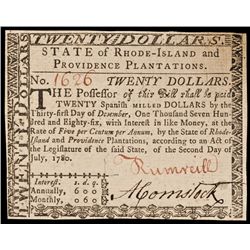 TWENTY DOLLARS.
STATE of RHODE-ISLAND and
PROVIDENCE PLANTATIONS.
No. 1626 TWENTY DOLLARS.
THE Possessor of this Bill shall be paid
TWENTY Spanish MILLED DOLLARS by the
Thirty-first Day of December, One Thousand Seven Hun-
dred and Eighty-six, with Interest in like Money, at the
Rate of Five per Centum per Annum, by the State of Rhode-
Island and Providence Plantations, according to an Act of
the Legislature of the said State, of the Second Day of
July, 1780.
Interest. s. d. q.
Annually, 6 0 0
Monthly, 0 6 0
A Comstock
TWENTY DOLLARS
TWENTY DOLLARS